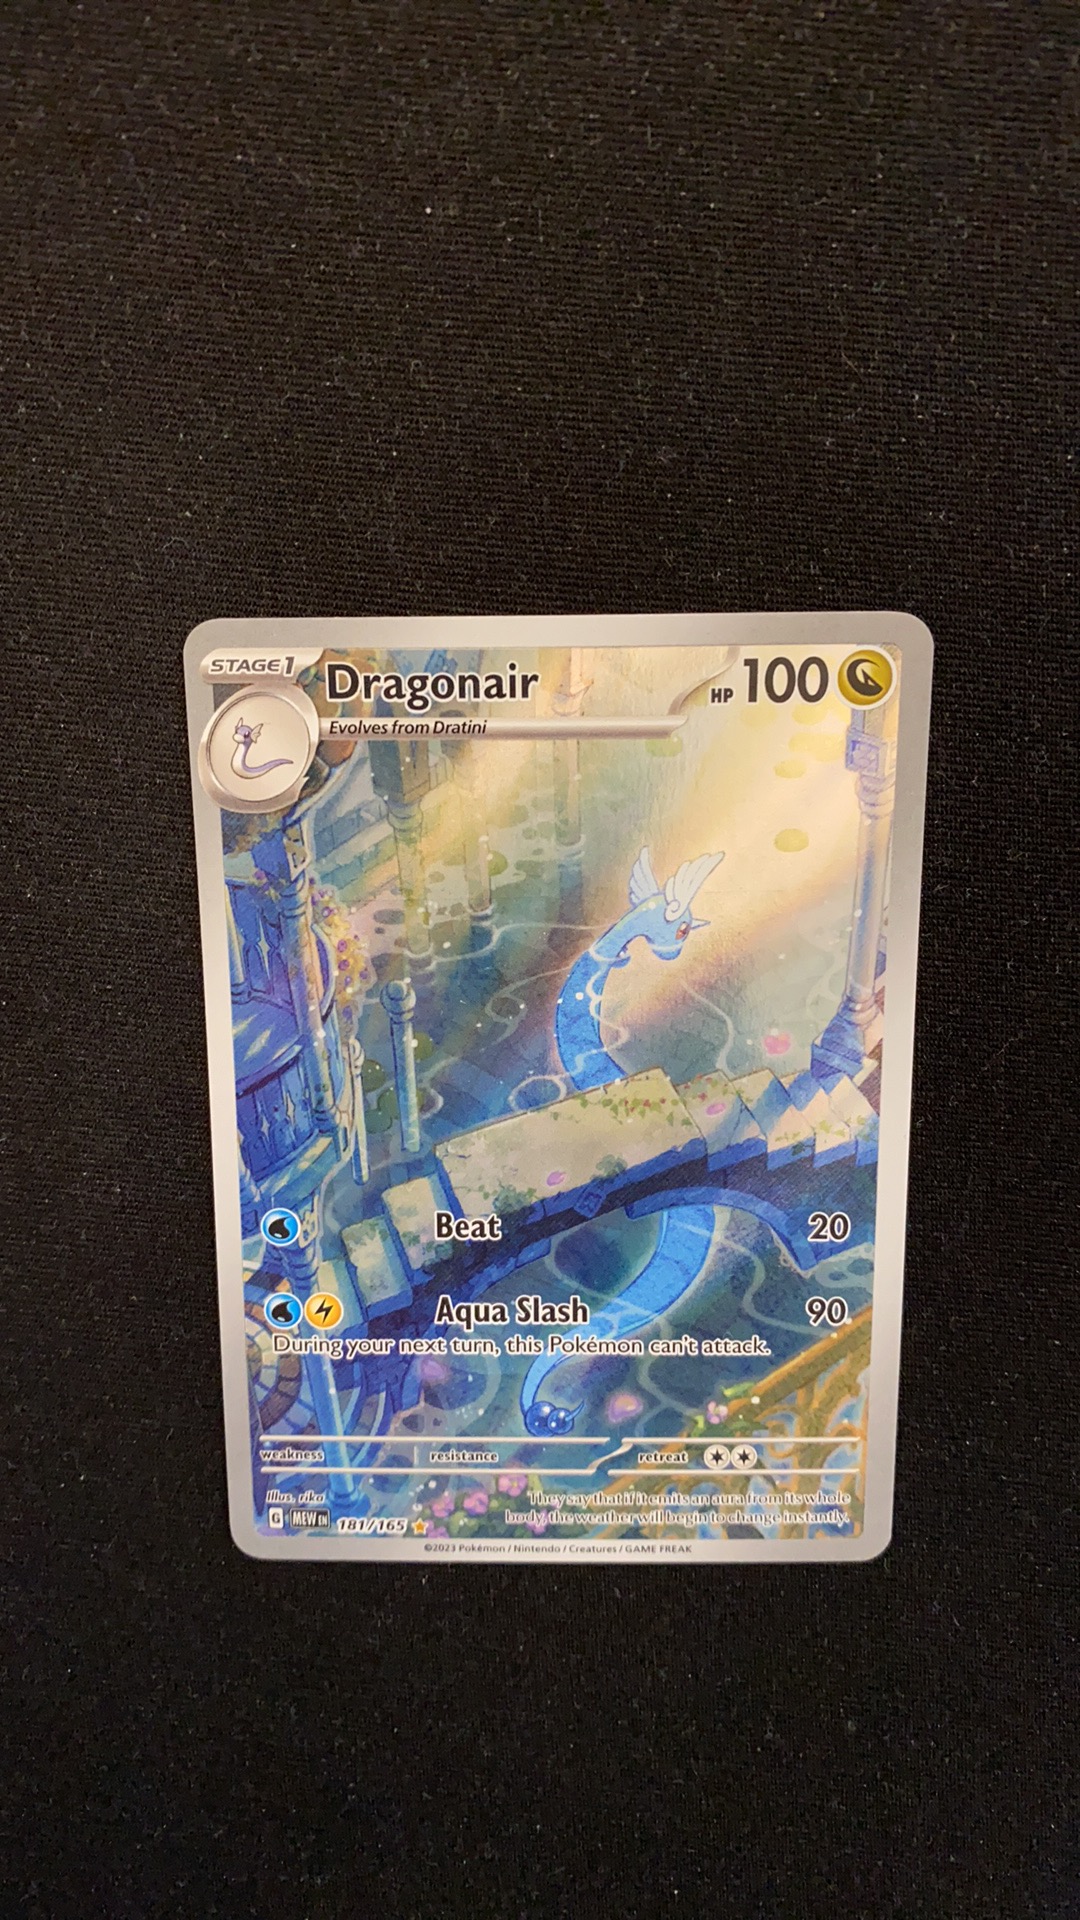 STAGE1 Dragonair HP 100
Evolves from Dratini
Beat 20
Aqua Slash 90
During your next turn, this Pokémon can't attack.
weakness resistance retreat
Illus. rika
They say that if it emits an aura from its whole
body, the weather will begin to change instantly.
G MEW EN 181/165
©2023 Pokémon / Nintendo / Creatures / GAME FREAK